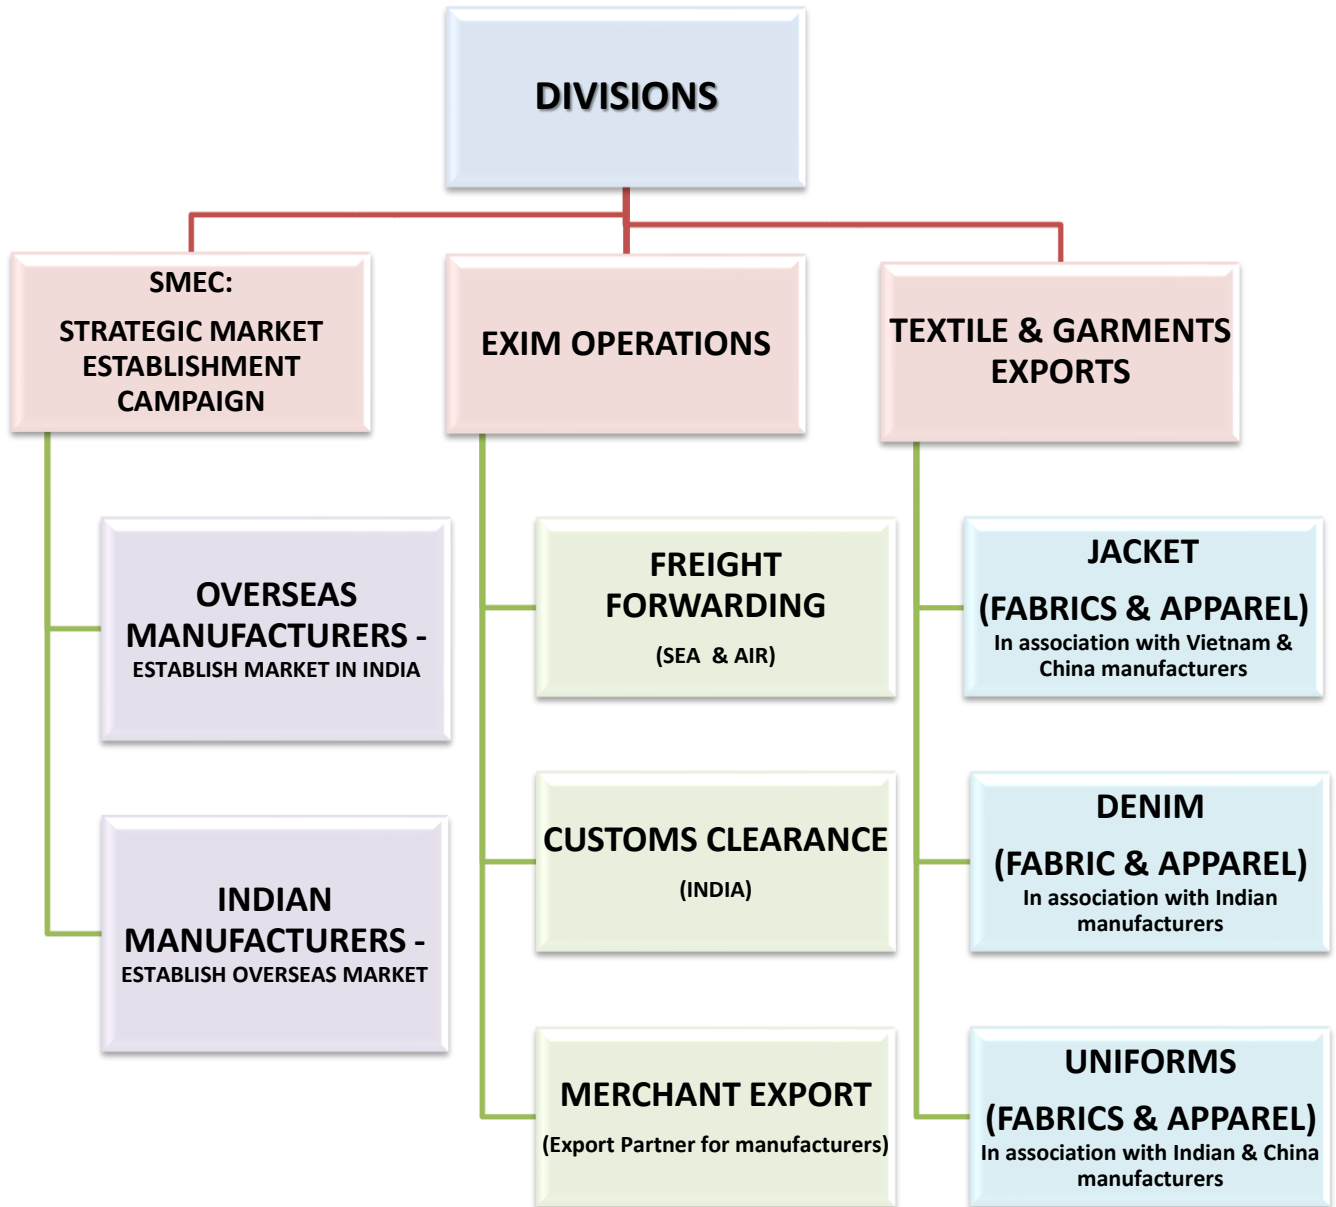 DIVISIONS
SMEC:
STRATEGIC MARKET
ESTABLISHMENT
CAMPAIGN
OVERSEAS
MANUFACTURERS -
ESTABLISH MARKET IN INDIA
INDIAN
MANUFACTURERS -
ESTABLISH OVERSEAS MARKET
EXIM OPERATIONS
FREIGHT
FORWARDING
(SEA & AIR)
CUSTOMS CLEARANCE
(INDIA)
MERCHANT EXPORT
(Export Partner for manufacturers)
TEXTILE & GARMENTS
EXPORTS
JACKET
(FABRICS & APPAREL)
In association with Vietnam &
China manufacturers
DENIM
(FABRIC & APPAREL)
In association with Indian
manufacturers
UNIFORMS
(FABRICS & APPAREL)
In association with Indian & China
manufacturers